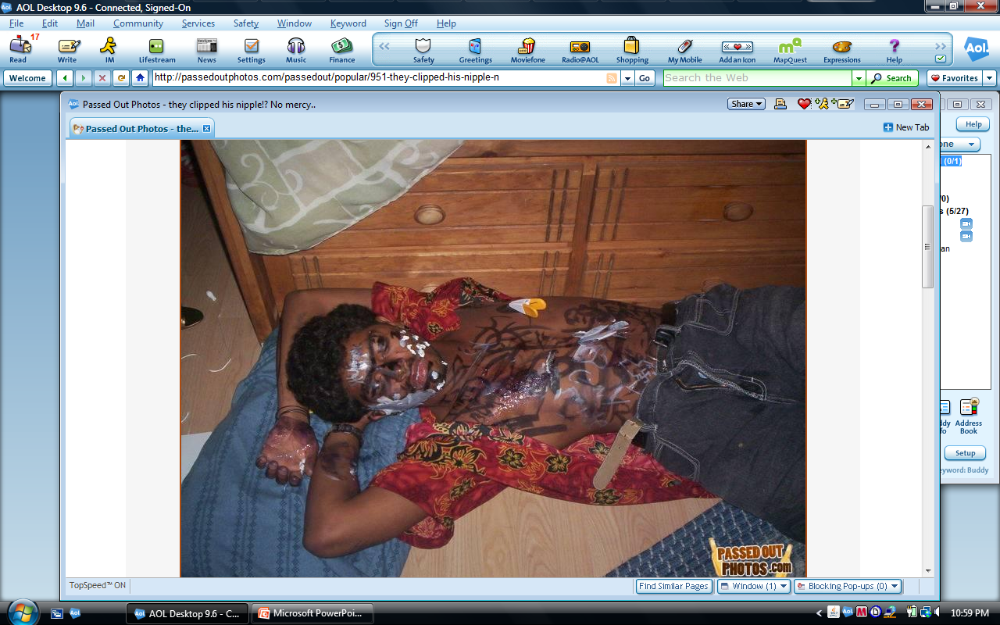 AOL Desktop 9.6 - Connected, Signed-On
File Edit Mail Community Services Safety Window Keyword Sign Off Help
17
Read Write IM Lifestream News Settings Music Finance Safety Greetings Moviefone Radio@AOL Shopping My Mobile Add an Icon MapQuest Expressions Help Aol.
Welcome http://passedoutphotos.com/passedout/popular/951-they-clipped-his-nipple-n Go Search the Web Search Favorites
Aol. Passed Out Photos - they clipped his nipple!? No mercy.. Share
Passed Out Photos - the... New Tab
Help
one
(0/1)
/0)
s (5/27)
an
ddy Address
fo Book
Setup
eyword: Buddy
PASSED OUT
PHOTOS.com
TopSpeed™ ON Find Similar Pages Window (1) Blocking Pop-ups (0)
AOL Desktop 9.6 - C... Microsoft PowerPoi... 10:59 PM